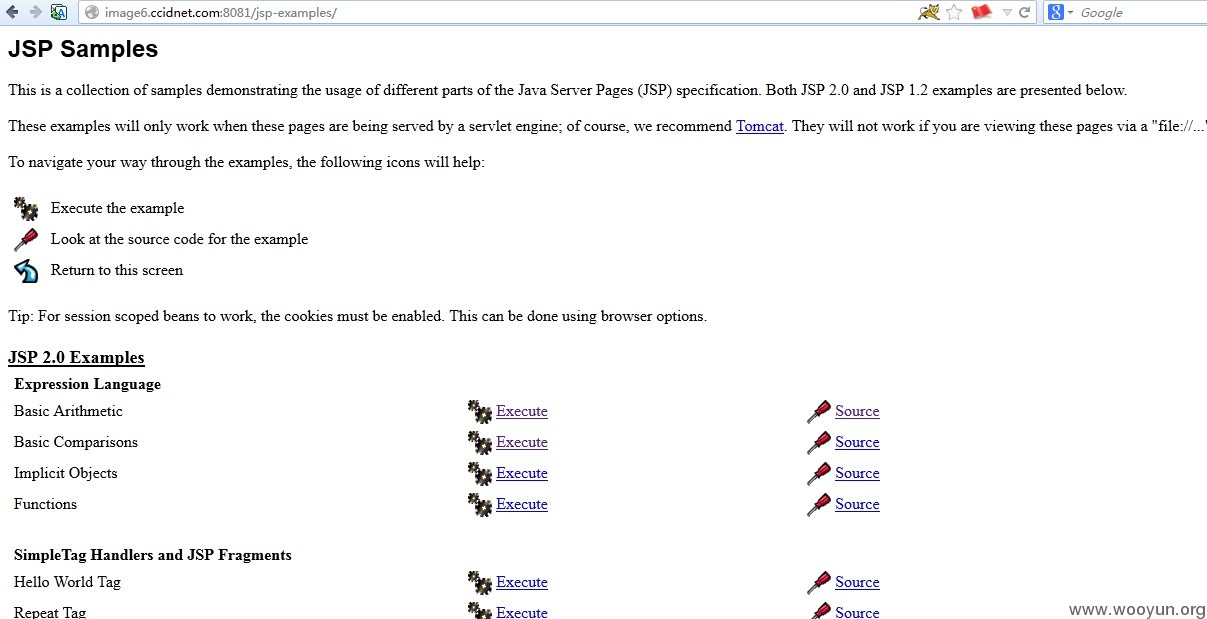 image6.ccidnet.com:8081/jsp-examples/
Google
JSP Samples
This is a collection of samples demonstrating the usage of different parts of the Java Server Pages (JSP) specification. Both JSP 2.0 and JSP 1.2 examples are presented below.
These examples will only work when these pages are being served by a servlet engine; of course, we recommend Tomcat. They will not work if you are viewing these pages via a "file://..."
To navigate your way through the examples, the following icons will help:
Execute the example
Look at the source code for the example
Return to this screen
Tip: For session scoped beans to work, the cookies must be enabled. This can be done using browser options.
JSP 2.0 Examples
Expression Language
Basic Arithmetic Execute Source
Basic Comparisons Execute Source
Implicit Objects Execute Source
Functions Execute Source
SimpleTag Handlers and JSP Fragments
Hello World Tag Execute Source
Repeat Tag Execute Source
www.wooyun.org